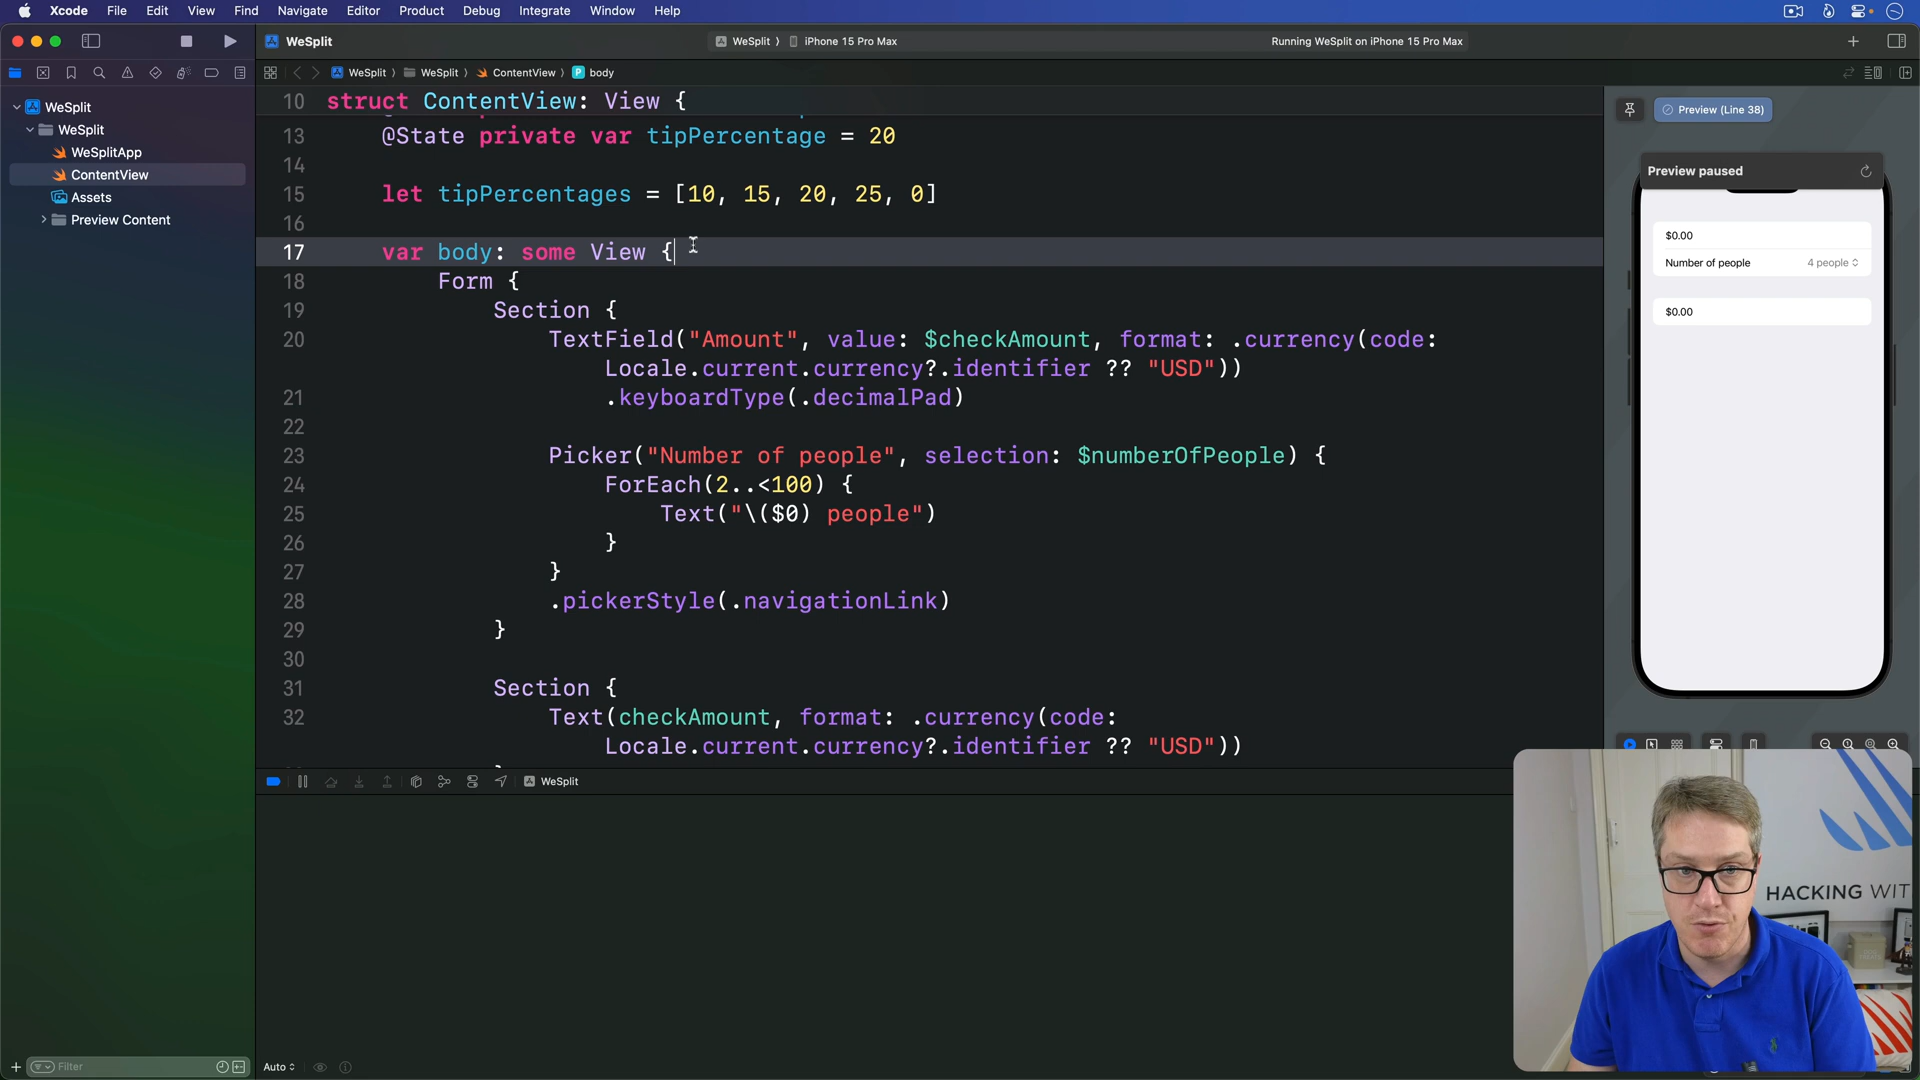 Xcode File Edit View Find Navigate Editor Product Debug Integrate Window Help
WeSplit
WeSplit 〉 iPhone 15 Pro Max
Running WeSplit on iPhone 15 Pro Max
WeSplit 〉 WeSplit 〉 ContentView 〉 P body
WeSplit
WeSplit
WeSplitApp
ContentView
Assets
Preview Content
10 struct ContentView: View {
13 @State private var tipPercentage = 20
14
15 let tipPercentages = [10, 15, 20, 25, 0]
16
17 var body: some View {
18 Form {
19 Section {
20 TextField("Amount", value: $checkAmount, format: .currency(code:
Locale.current.currency?.identifier ?? "USD"))
21 .keyboardType(.decimalPad)
22
23 Picker("Number of people", selection: $numberOfPeople) {
24 ForEach(2..<100) {
25 Text("\($0) people")
26 }
27 }
28 .pickerStyle(.navigationLink)
29 }
30
31 Section {
32 Text(checkAmount, format: .currency(code:
Locale.current.currency?.identifier ?? "USD"))
Preview (Line 38)
Preview paused
$0.00
Number of people 4 people
$0.00
WeSplit
HACKING WIT
Filter
Auto